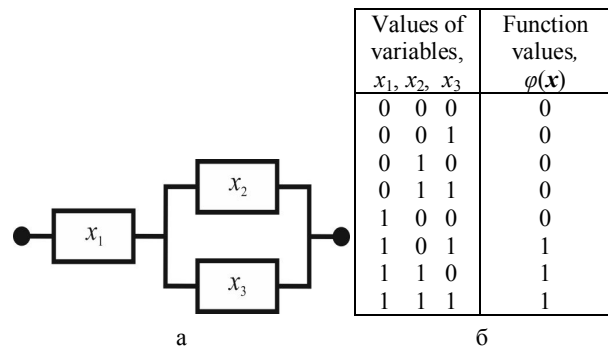 x₁
x₂
x₃
Values of variables, x₁, x₂, x₃
Function values, φ(x)
0 0 0 0
0 0 1 0
0 1 0 0
0 1 1 0
1 0 0 0
1 0 1 1
1 1 0 1
1 1 1 1
а
б